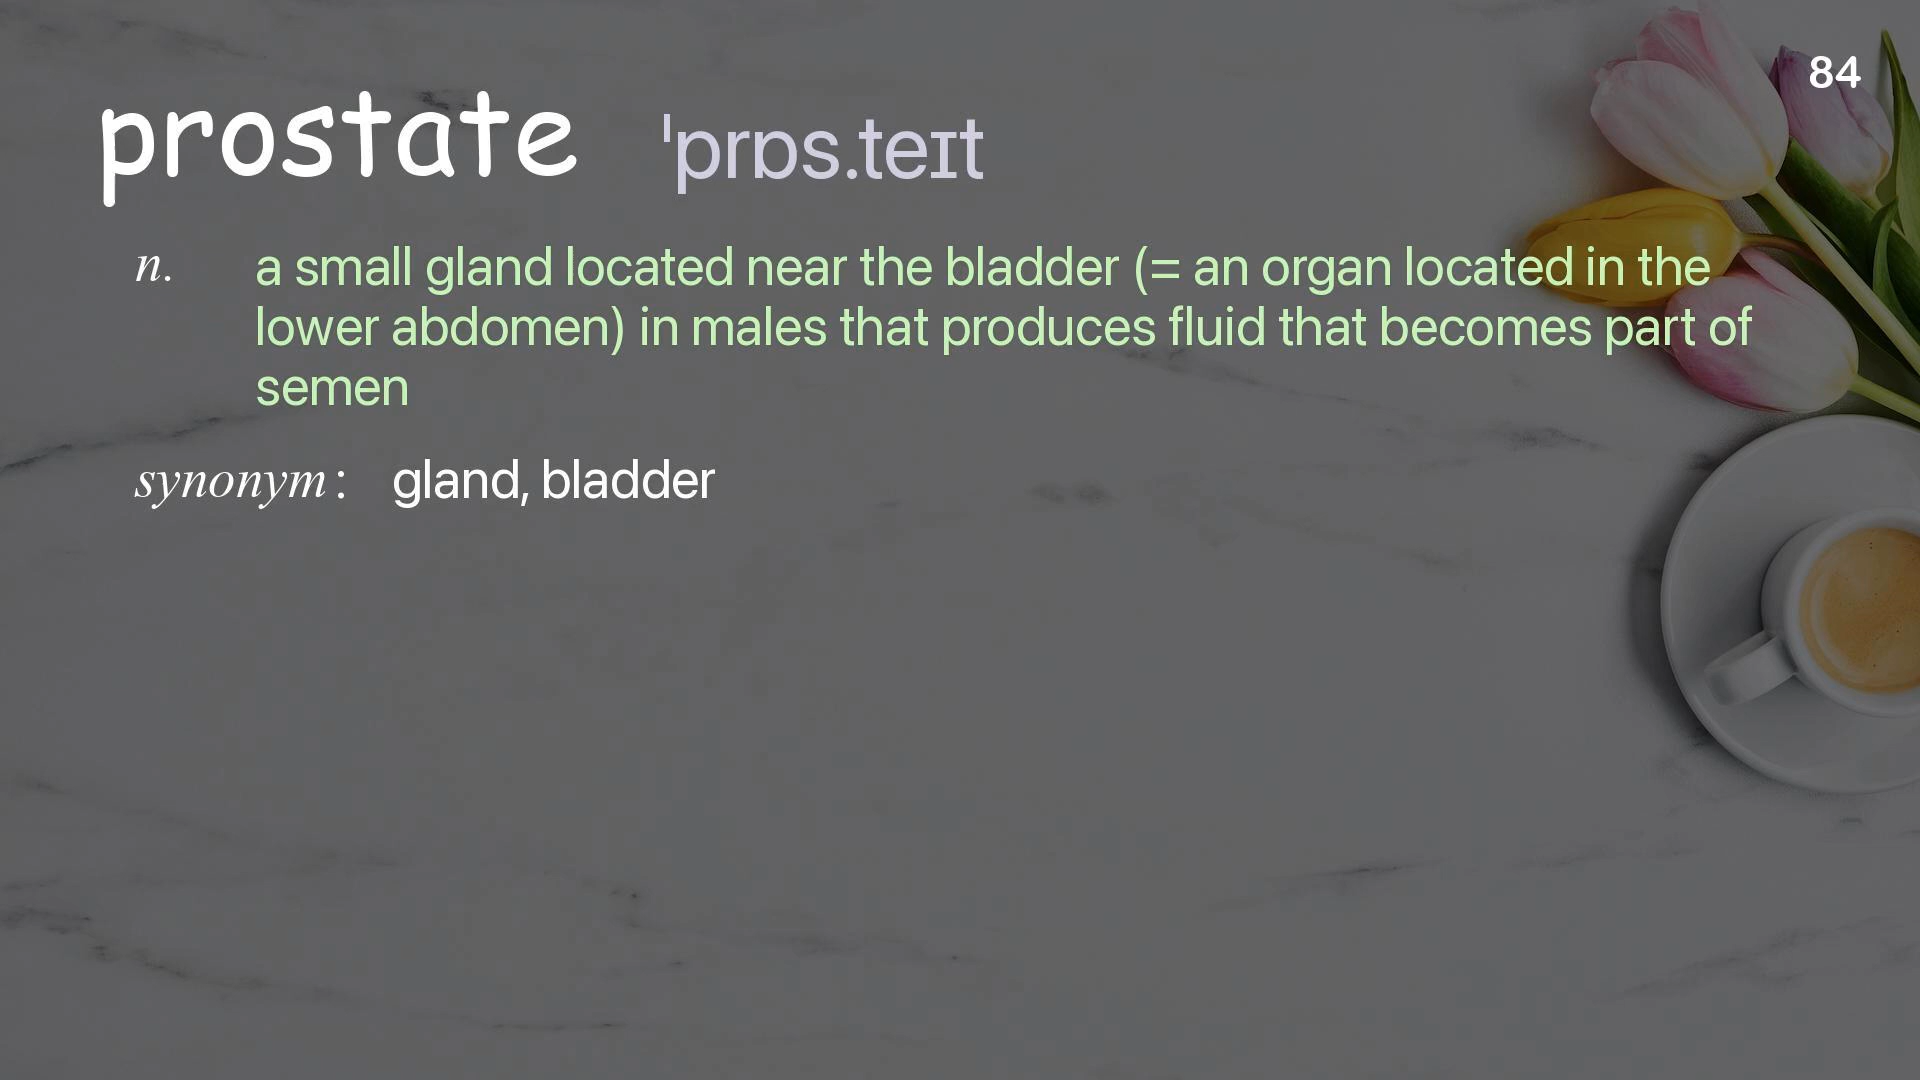 84
prostate ˈprɒs.teɪt
n. a small gland located near the bladder (= an organ located in the
lower abdomen) in males that produces fluid that becomes part of
semen
synonym: gland, bladder